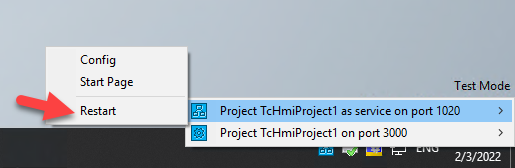 Config
Start Page
Restart
Test Mode
Project TcHmiProject1 as service on port 1020
Project TcHmiProject1 on port 3000
ENG
2/3/2022